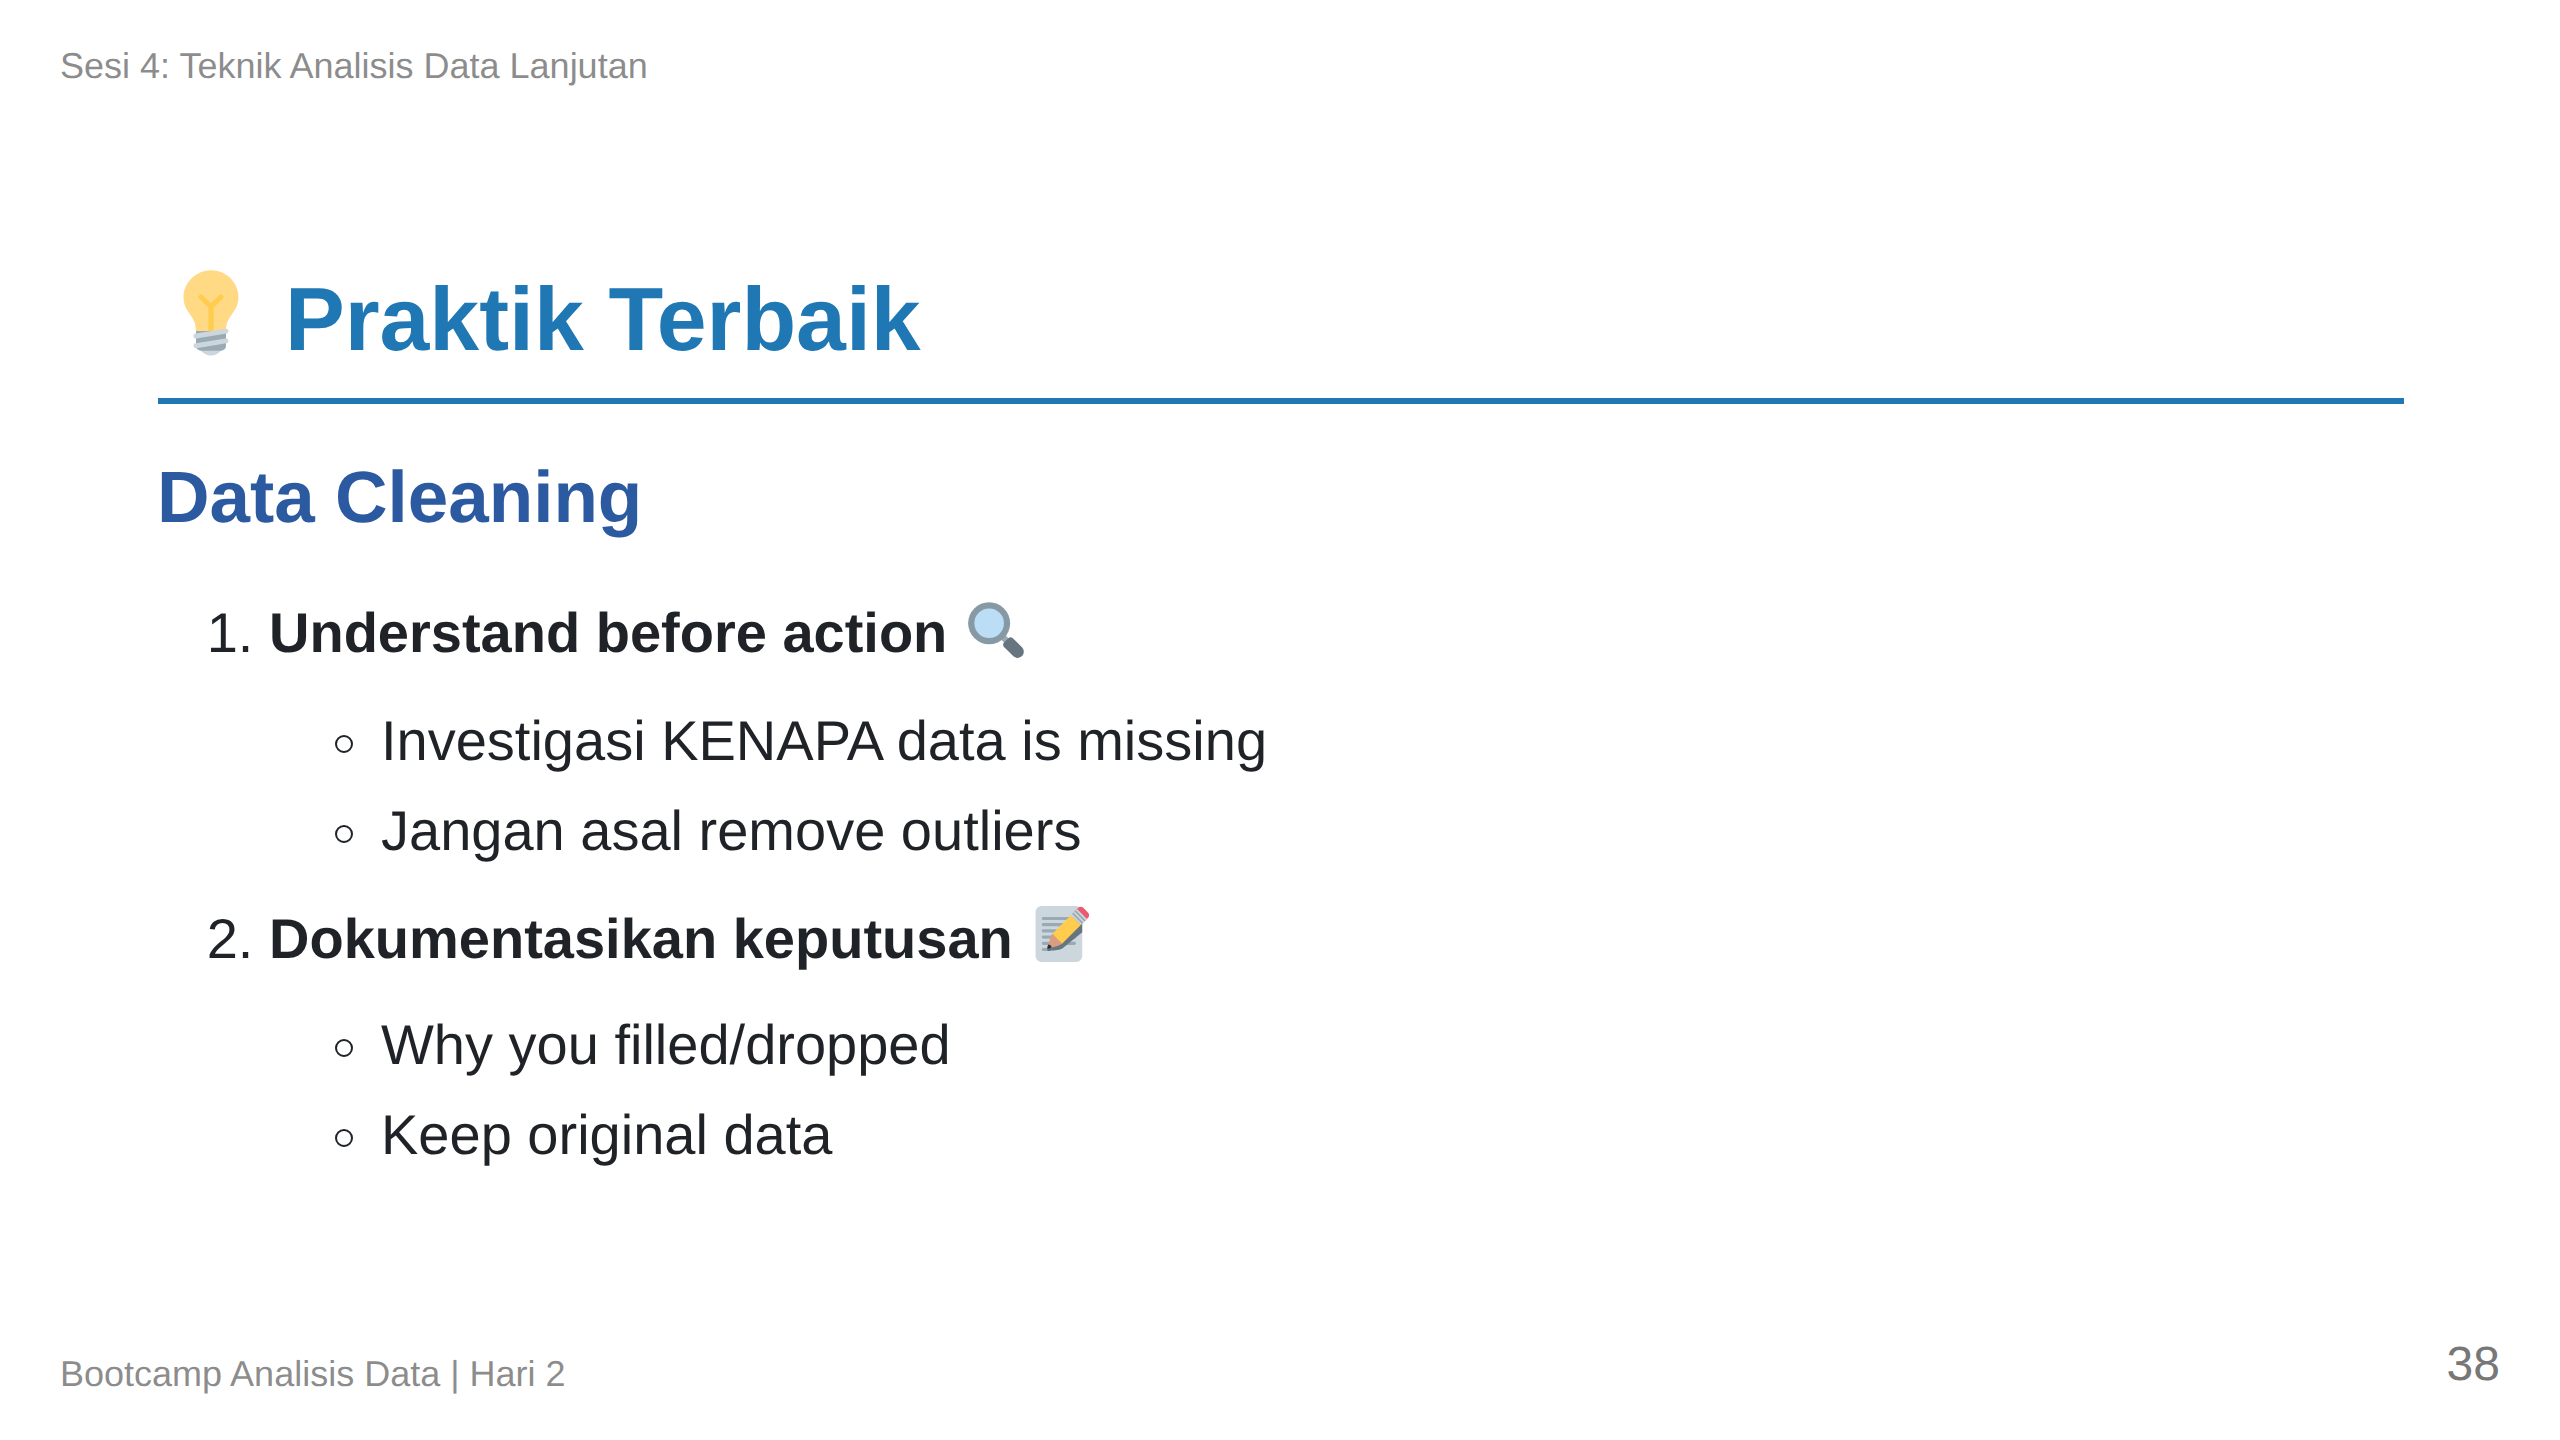 Sesi 4: Teknik Analisis Data Lanjutan
💡 Praktik Terbaik
Data Cleaning
1. Understand before action 🔍
○ Investigasi KENAPA data is missing
○ Jangan asal remove outliers
2. Dokumentasikan keputusan 📝
○ Why you filled/dropped
○ Keep original data
Bootcamp Analisis Data | Hari 2
38